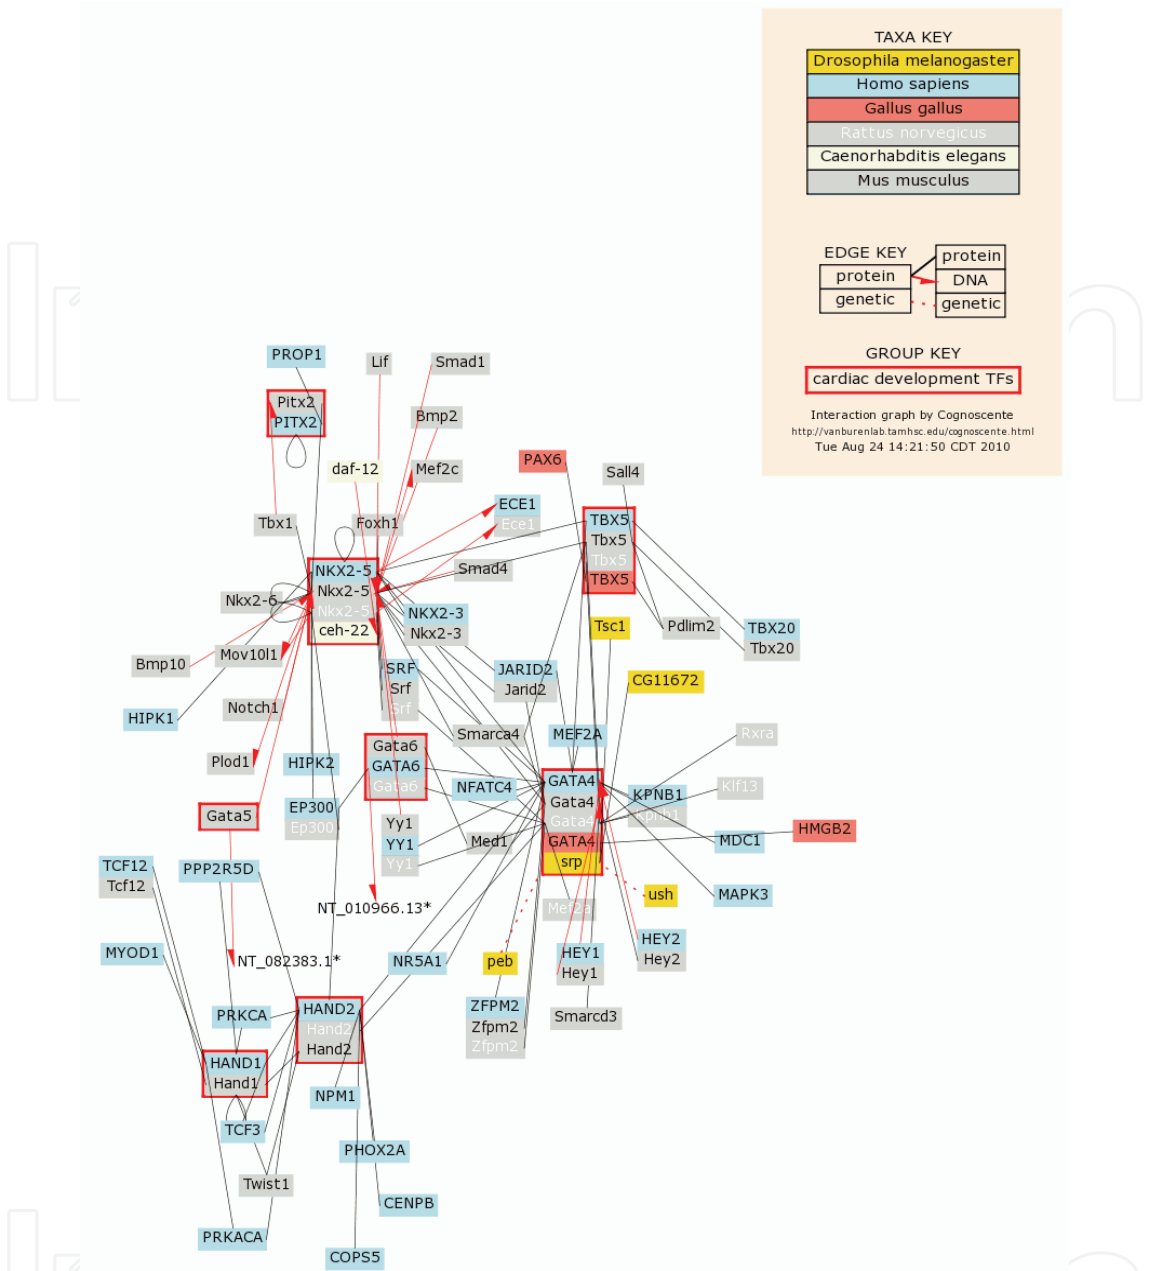 TAXA KEY
Drosophila melanogaster
Homo sapiens
Gallus gallus
Rattus norvegicus
Caenorhabditis elegans
Mus musculus
EDGE KEY
protein
genetic
protein
DNA
genetic
GROUP KEY
cardiac development TFs
Interaction graph by Cognoscente
http://vanburenlab.tamhsc.edu/cognoscente.html
Tue Aug 24 14:21:50 CDT 2010
PROP1
Lif
Smad1
Pitx2
PITX2
Bmp2
daf-12
Mef2c
PAX6
Sall4
ECE1
Ece1
Tbx1
Foxh1
TBX5
Tbx5
Tbx5
TBX5
NKX2-5
Nkx2-5
Nkx2-5
ceh-22
Smad4
Nkx2-6
NKX2-3
Nkx2-3
Tsc1
Pdlim2
TBX20
Tbx20
Bmp10
Mov10l1
SRF
Srf
Srf
JARID2
Jarid2
CG11672
Notch1
HIPK1
Smarca4
MEF2A
Rxra
Plod1
HIPK2
Gata6
GATA6
Gata6
NFATC4
GATA4
Gata4
Gata4
GATA4
srp
KPNB1
Kpnb1
Klf13
EP300
Ep300
Gata5
Yy1
YY1
Yy1
Med1
MDC1
HMGB2
TCF12
Tcf12
PPP2R5D
NT_010966.13*
Mef2a
ush
MAPK3
MYOD1
NT_082383.1*
NR5A1
peb
HEY1
Hey1
HEY2
Hey2
PRKCA
HAND2
Hand2
Hand2
ZFPM2
Zfpm2
Zfpm2
Smarcd3
HAND1
Hand1
NPM1
TCF3
PHOX2A
Twist1
CENPB
PRKACA
COPS5